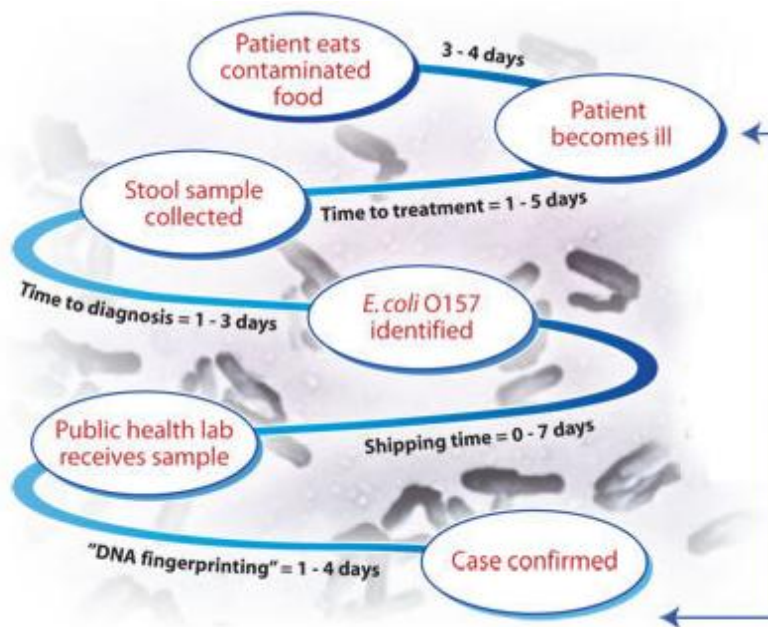 Patient eats
contaminated
food
3 - 4 days
Patient
becomes ill
Stool sample
collected
Time to treatment = 1 - 5 days
Time to diagnosis = 1 - 3 days
E. coli O157
identified
Public health lab
receives sample
Shipping time = 0 - 7 days
"DNA fingerprinting" = 1 - 4 days
Case confirmed